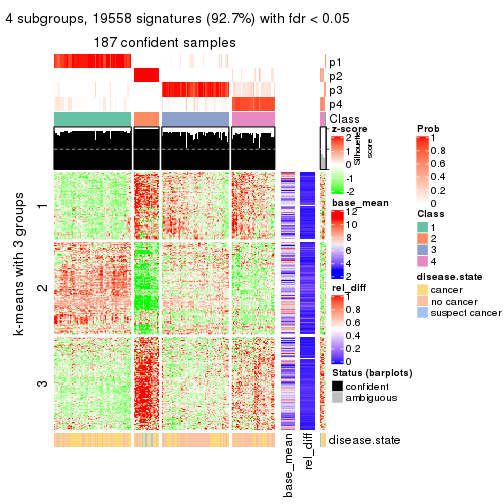 4 subgroups, 19558 signatures (92.7%) with fdr < 0.05
187 confident samples
p1
p2
p3
p4
Class
Silhouette
score
k-means with 3 groups
1
2
3
z-score
2
1
0
-1
-2
base_mean
12
10
8
6
4
2
rel_diff
1
0.8
0.6
0.4
0.2
0
Status (barplots)
confident
ambiguous
Prob
1
0.8
0.6
0.4
0.2
0
Class
1
2
3
4
disease.state
cancer
no cancer
suspect cancer
disease.state
base_mean
rel_diff